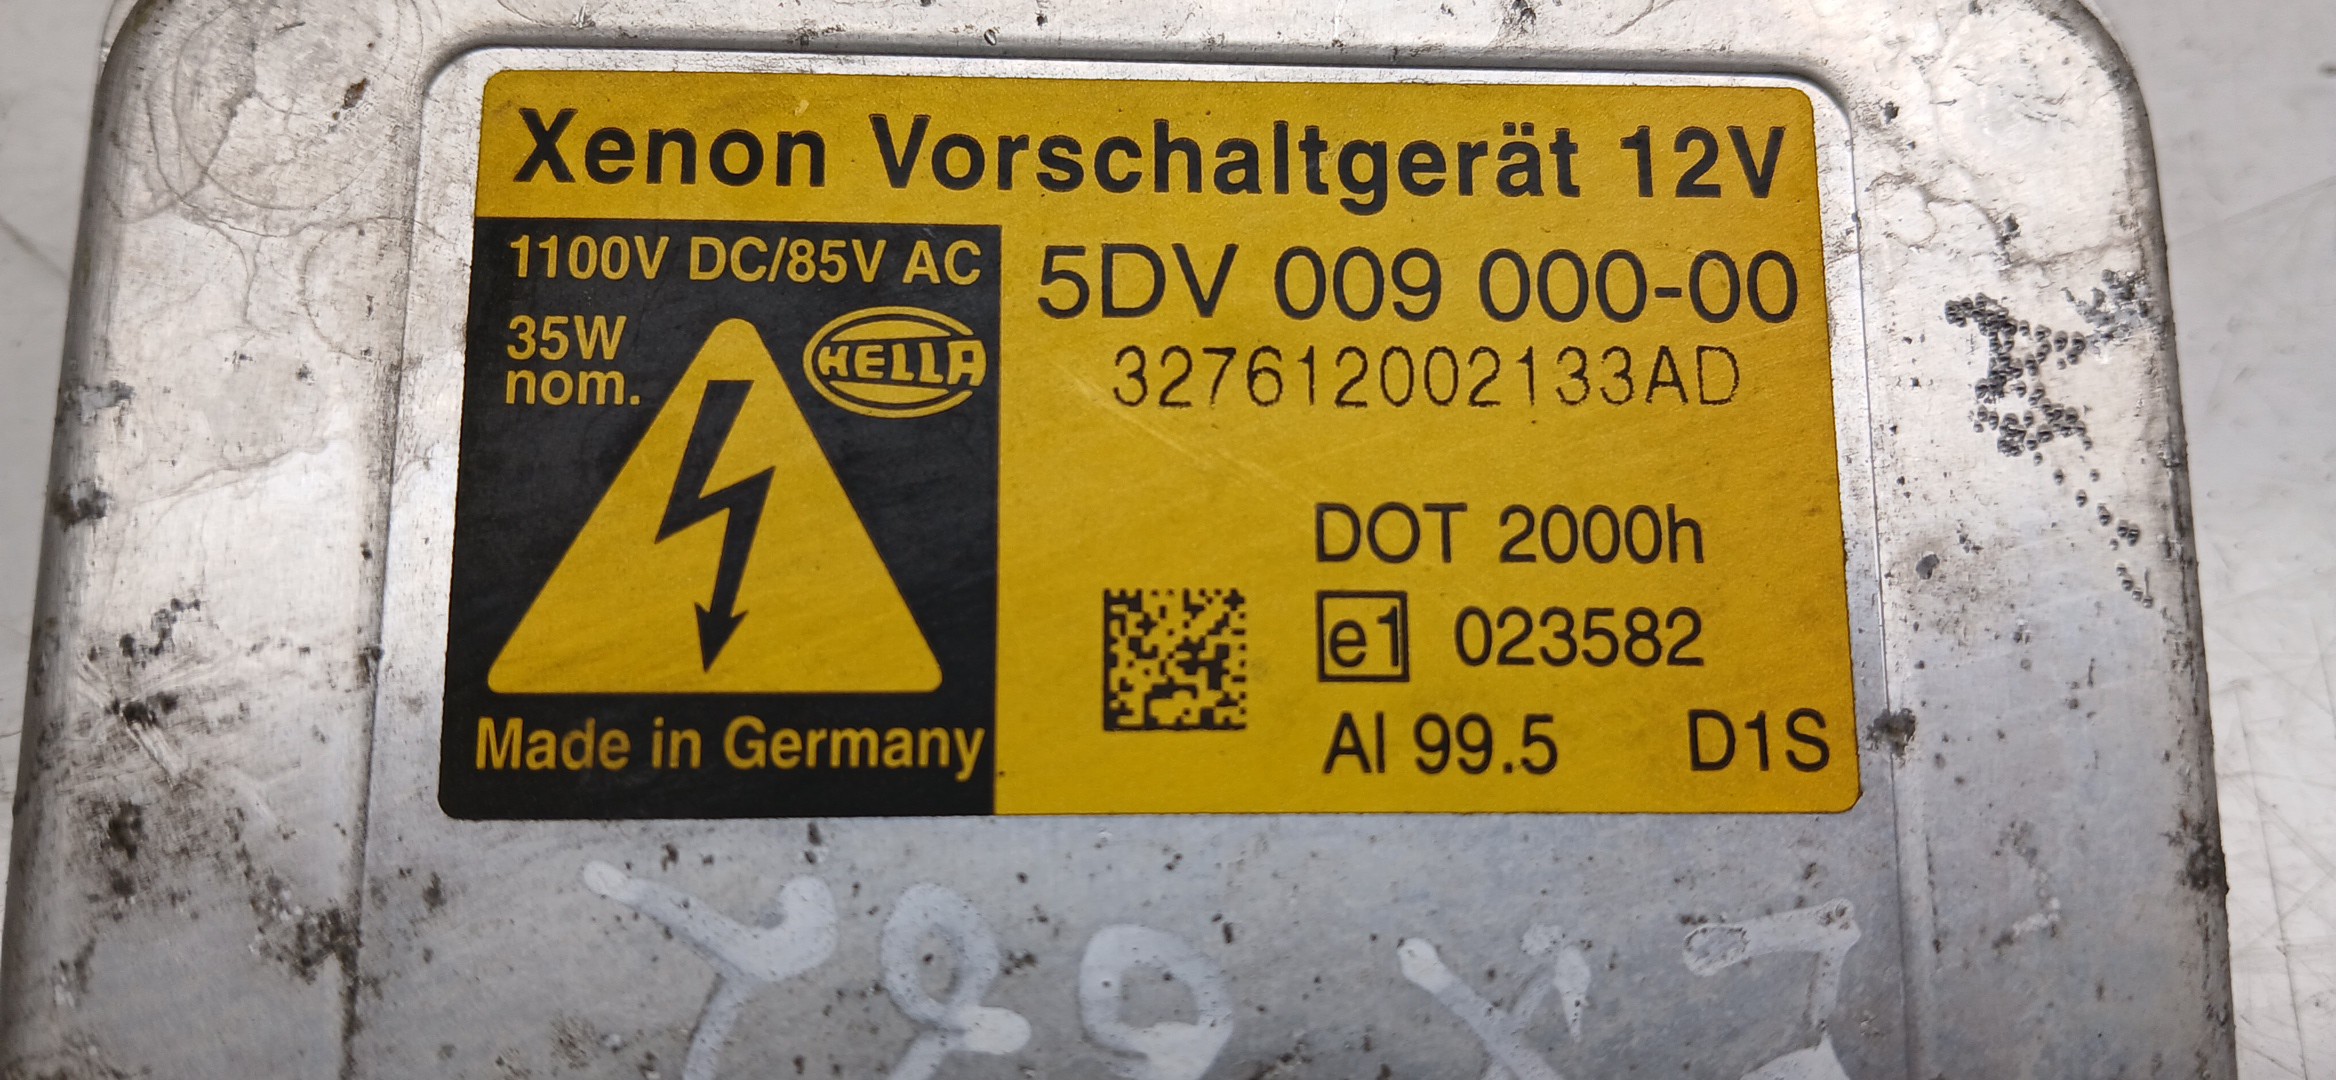 Xenon Vorschaltgerät 12V
1100V DC/85V AC
35W
nom.
HELLA
Made in Germany
5DV 009 000-00
327612002133AD
DOT 2000h
e1 023582
Al 99.5 D1S